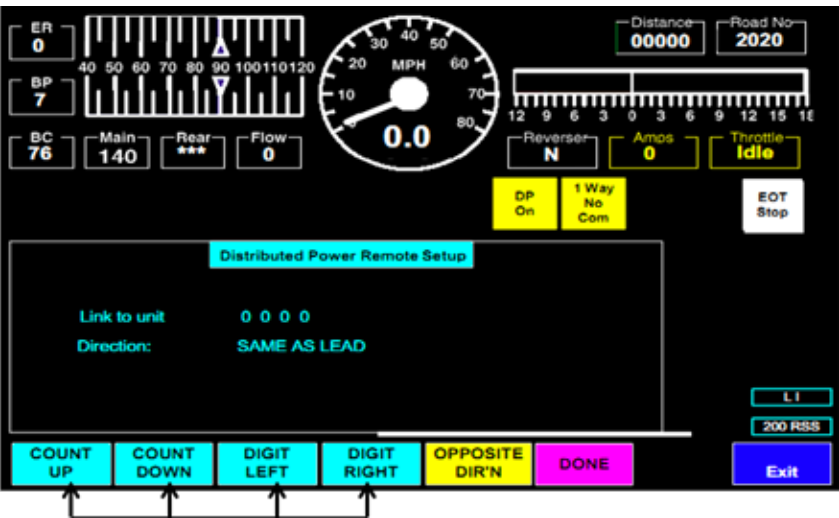 ER
0
BP
7
BC
76
Main
140
Rear
***
Flow
0
40 50 60 70 80 90 100 110 120
10 20 30 40 50 60 70 80
MPH
0.0
Distance
00000
Road No
2020
12 9 6 3 0 3 6 9 12 15 18
Reverser
N
Amps
0
Throttle
Idle
DP
On
1 Way
No
Com
EOT
Stop
Distributed Power Remote Setup
Link to unit 0 0 0 0
Direction: SAME AS LEAD
L I
200 RSS
COUNT
UP
COUNT
DOWN
DIGIT
LEFT
DIGIT
RIGHT
OPPOSITE
DIR'N
DONE
Exit